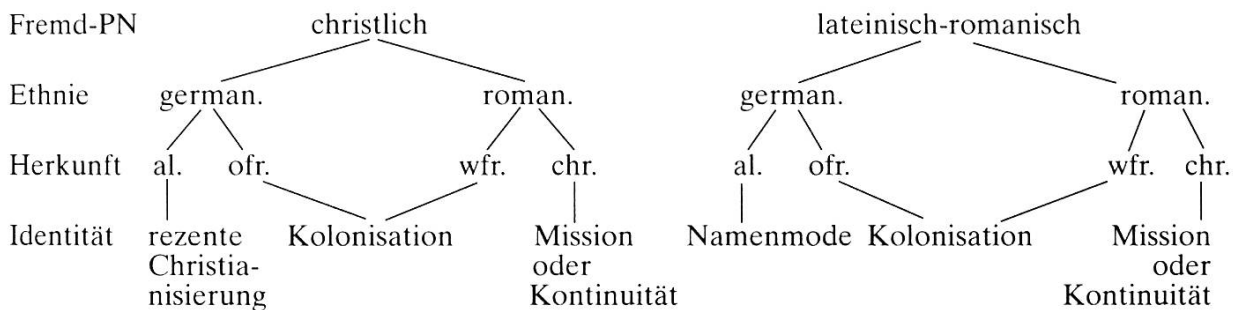 Fremd-PN christlich lateinisch-romanisch
Ethnie german. roman. german. roman.
Herkunft al. ofr. wfr. chr. al. ofr. wfr. chr.
Identität rezente Kolonisation Mission Namenmode Kolonisation Mission
Christia- oder oder
nisierung Kontinuität Kontinuität